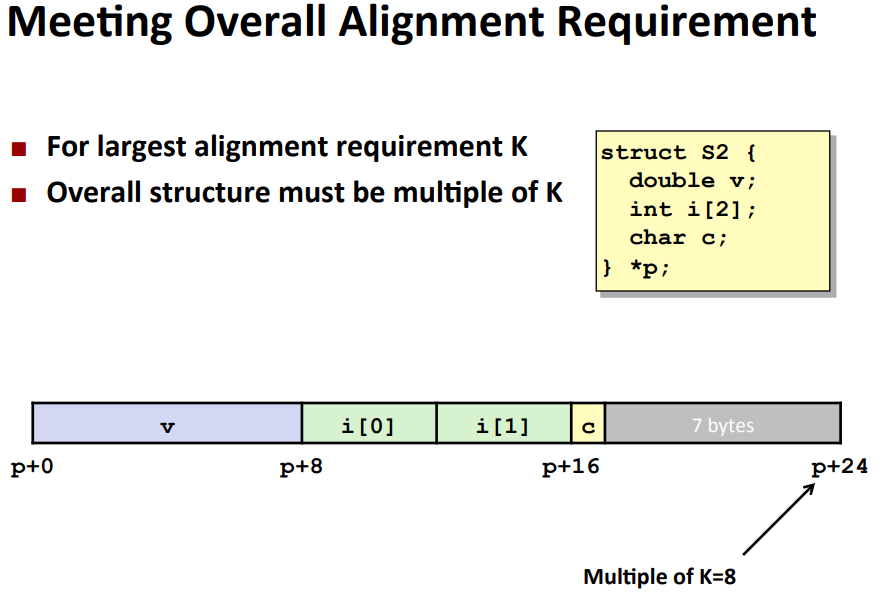 Meeting Overall Alignment Requirement
■ For largest alignment requirement K
■ Overall structure must be multiple of K
struct S2 {
  double v;
  int i[2];
  char c;
} *p;
v i[0] i[1] c 7 bytes
p+0 p+8 p+16 p+24
Multiple of K=8